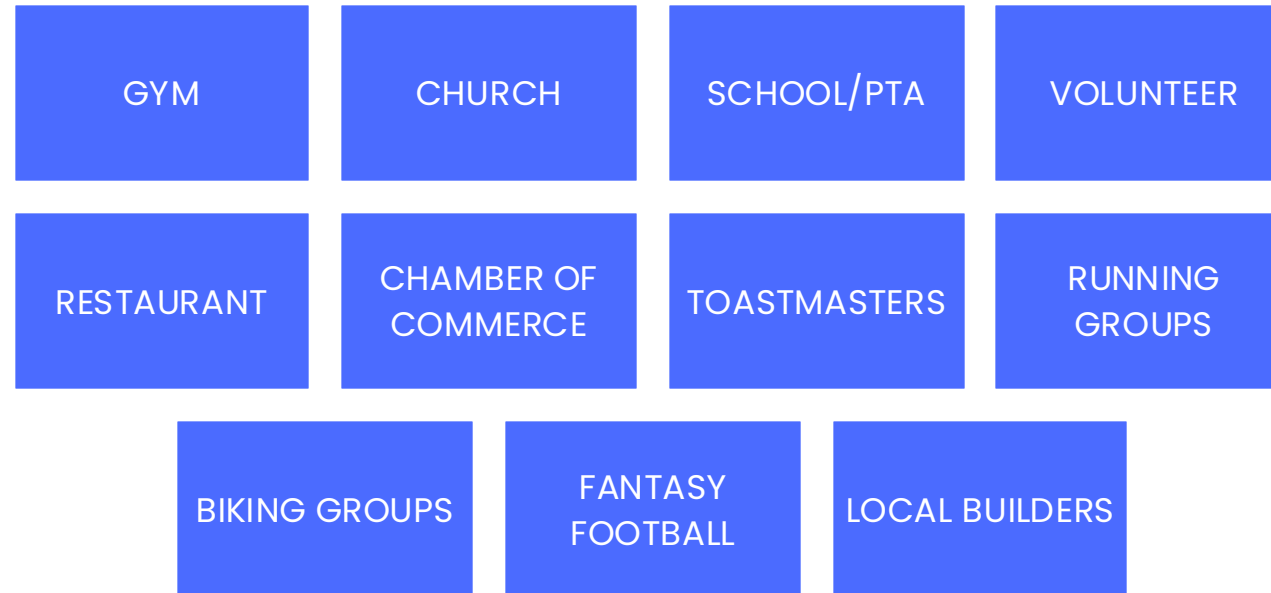 GYM
CHURCH
SCHOOL/PTA
VOLUNTEER
RESTAURANT
CHAMBER OF
COMMERCE
TOASTMASTERS
RUNNING
GROUPS
BIKING GROUPS
FANTASY
FOOTBALL
LOCAL BUILDERS